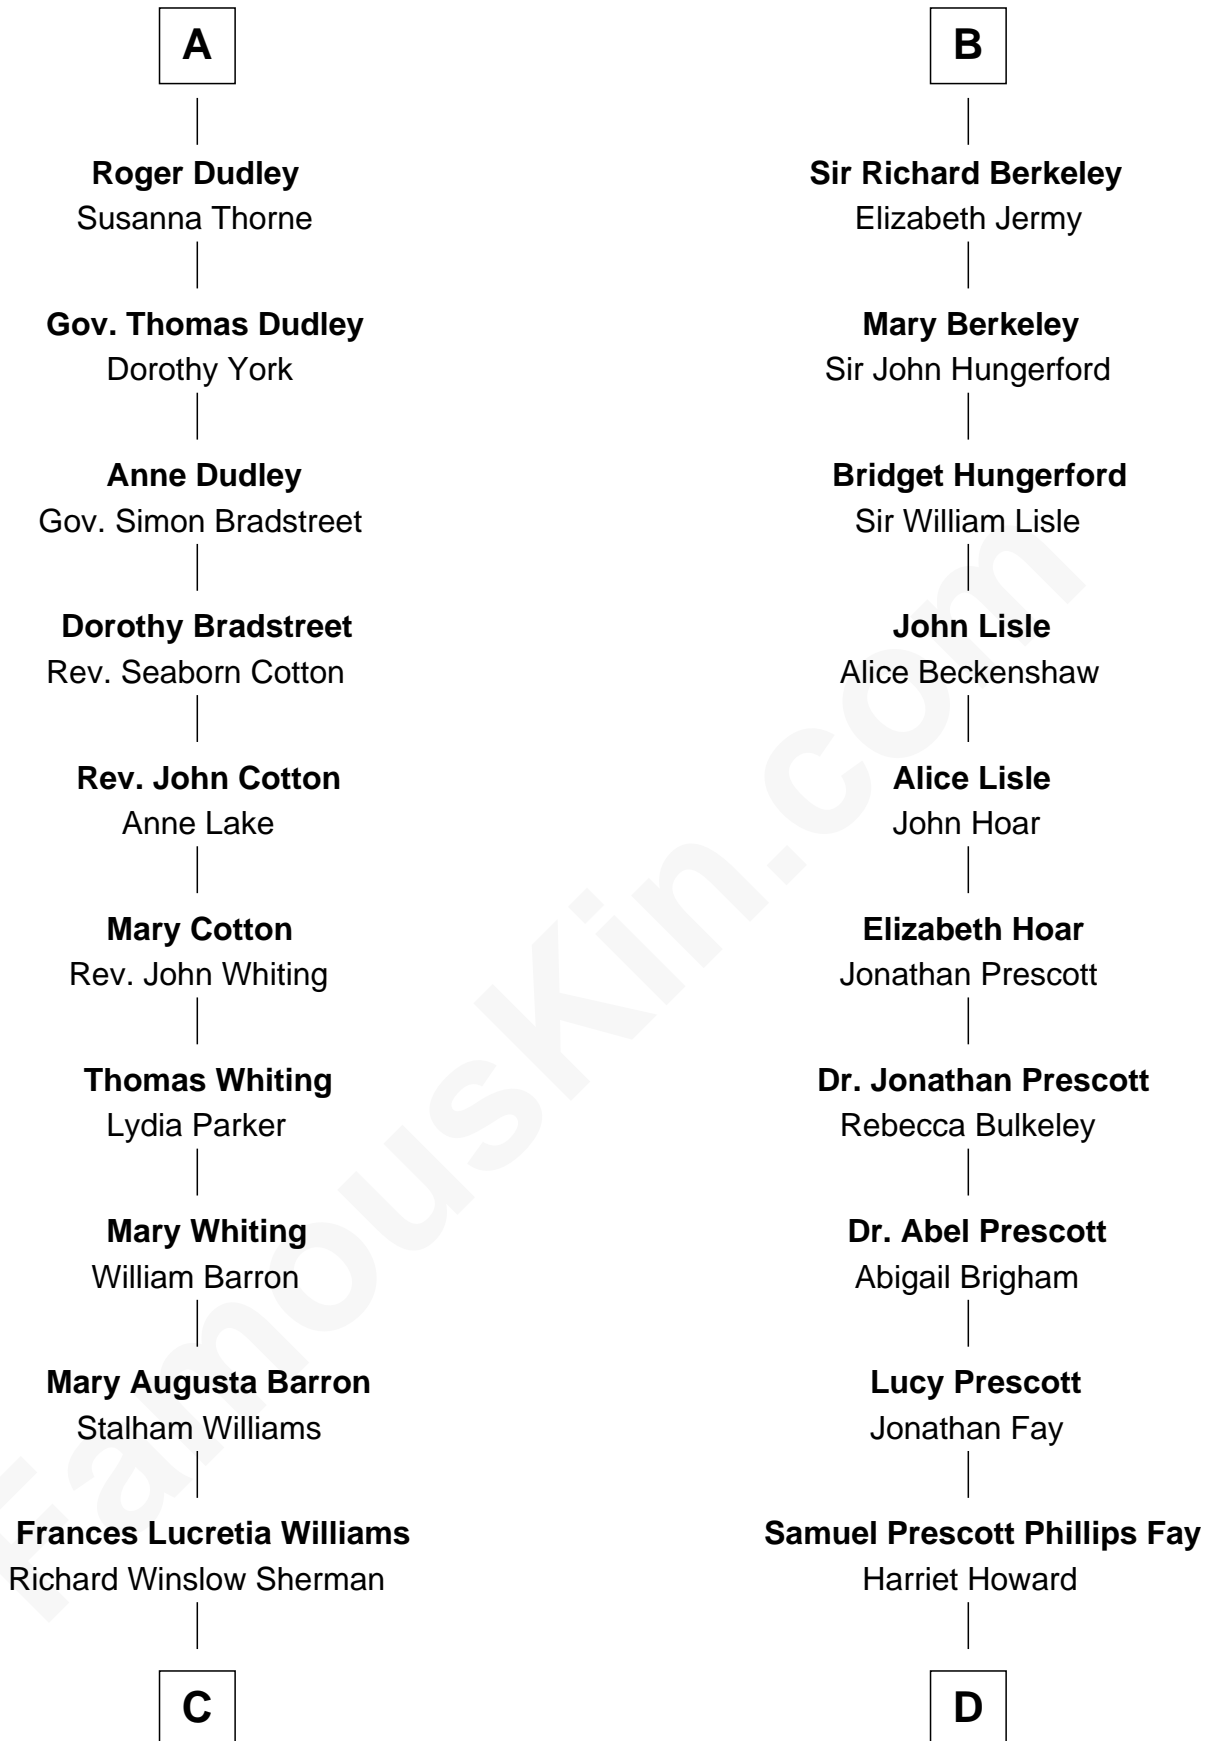 A
Roger Dudley
Susanna Thorne
Gov. Thomas Dudley
Dorothy York
Anne Dudley
Gov. Simon Bradstreet
Dorothy Bradstreet
Rev. Seaborn Cotton
Rev. John Cotton
Anne Lake
Mary Cotton
Rev. John Whiting
Thomas Whiting
Lydia Parker
Mary Whiting
William Barron
Mary Augusta Barron
Stalham Williams
Frances Lucretia Williams
Richard Winslow Sherman
C
B
Sir Richard Berkeley
Elizabeth Jermy
Mary Berkeley
Sir John Hungerford
Bridget Hungerford
Sir William Lisle
John Lisle
Alice Beckenshaw
Alice Lisle
John Hoar
Elizabeth Hoar
Jonathan Prescott
Dr. Jonathan Prescott
Rebecca Bulkeley
Dr. Abel Prescott
Abigail Brigham
Lucy Prescott
Jonathan Fay
Samuel Prescott Phillips Fay
Harriet Howard
D
FamousKin.com